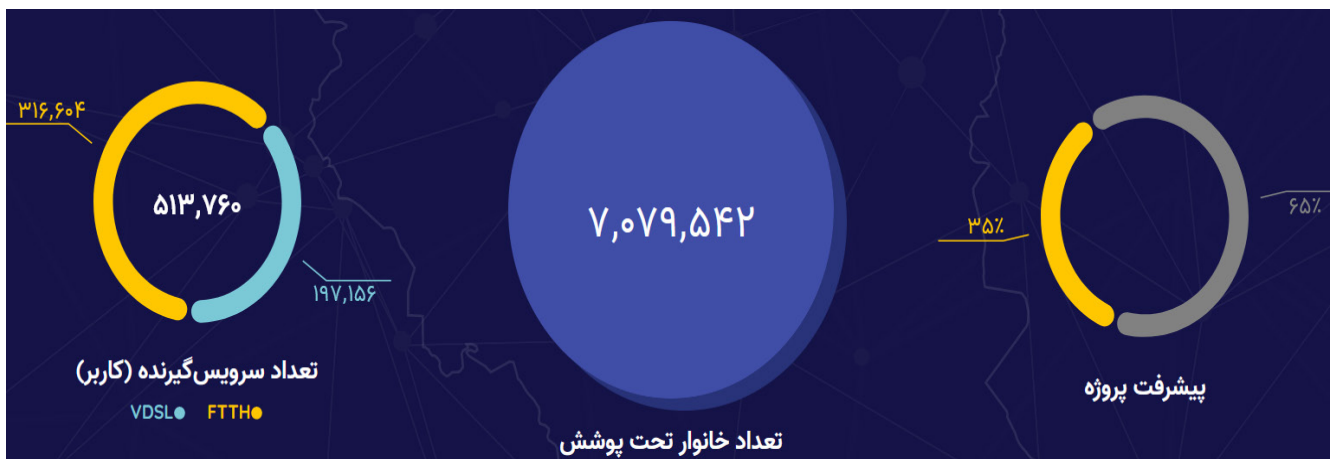 ۳۵٪
۶۵٪
پیشرفت پروژه
۷,۰۷۹,۵۴۲
تعداد خانوار تحت پوشش
۳۱۶,۶۰۴
۵۱۳,۷۶۰
۱۹۷,۱۵۶
تعداد سرویس‌گیرنده (کاربر)
FTTH VDSL